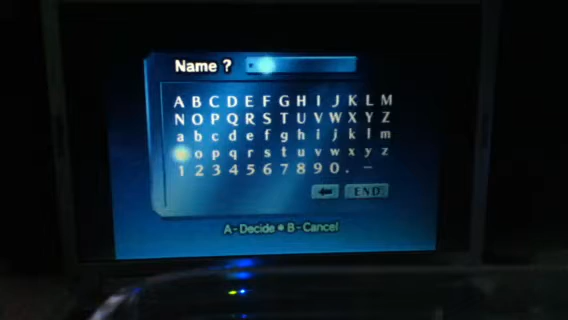 Name ?
A B C D E F G H I J K L M
N O P Q R S T U V W X Y Z
a b c d e f g h i j k l m
o p q r s t u v w x y z
1 2 3 4 5 6 7 8 9 0 . –
← END
A-Decide B-Cancel